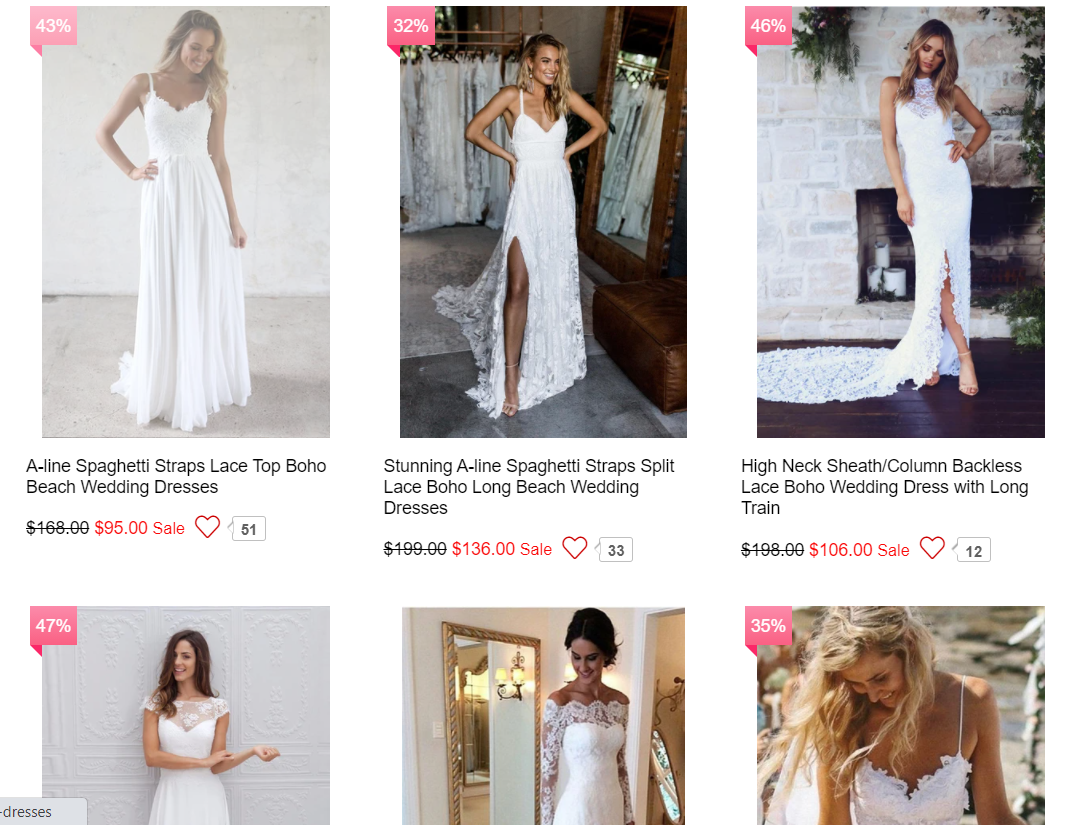 43%
32%
46%
A-line Spaghetti Straps Lace Top Boho
Beach Wedding Dresses
$168.00 $95.00 Sale 51
Stunning A-line Spaghetti Straps Split
Lace Boho Long Beach Wedding
Dresses
$199.00 $136.00 Sale 33
High Neck Sheath/Column Backless
Lace Boho Wedding Dress with Long
Train
$198.00 $106.00 Sale 12
47%
35%
-dresses